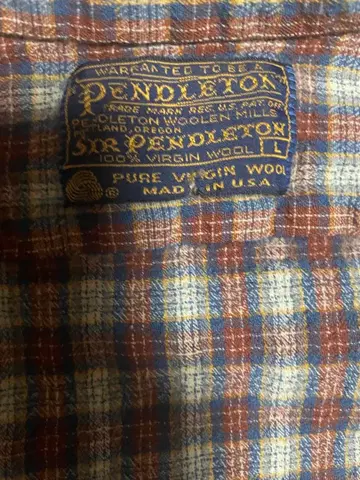 WARRANTED TO BE A
"PENDLETON"
TRADE MARK REG. U.S. PAT. OFF.
PENDLETON WOOLEN MILLS
PORTLAND, OREGON
SIR PENDLETON
100% VIRGIN WOOL L
PURE VIRGIN WOOL
® MADE IN U.S.A.